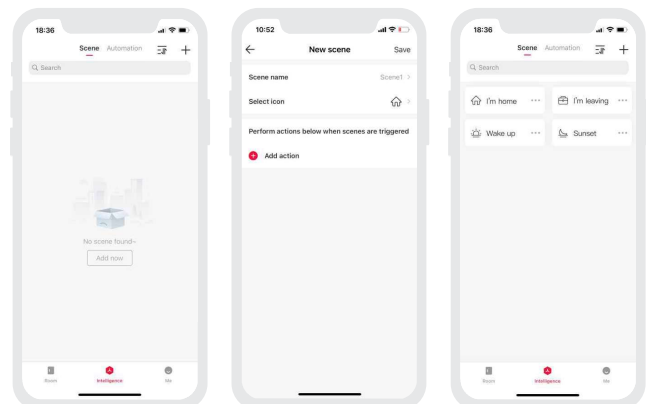 18:36
Scene Automation
Search
No scene found~
Add now
Room Intelligence Me
10:52
New scene Save
Scene name Scene1 >
Select icon >
Perform actions below when scenes are triggered
Add action
18:36
Scene Automation
Search
I'm home ··· I'm leaving ···
Wake up ··· Sunset ···
Room Intelligence Me